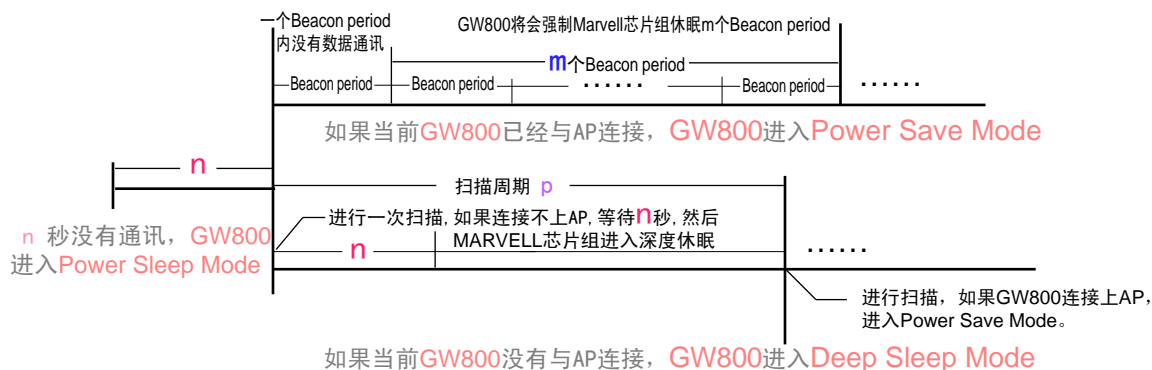 一个Beacon period
内没有数据通讯
GW800将会强制Marvell芯片组休眠m个Beacon period
m个Beacon period
Beacon period
Beacon period
......
Beacon period
......
如果当前GW800已经与AP连接，GW800进入Power Save Mode
n
扫描周期 p
n 秒没有通讯，GW800
进入Power Sleep Mode
进行一次扫描,如果连接不上AP,等待n秒,然后
MARVELL芯片组进入深度休眠
n
......
进行扫描，如果GW800连接上AP，
进入Power Save Mode。
如果当前GW800没有与AP连接，GW800进入Deep Sleep Mode